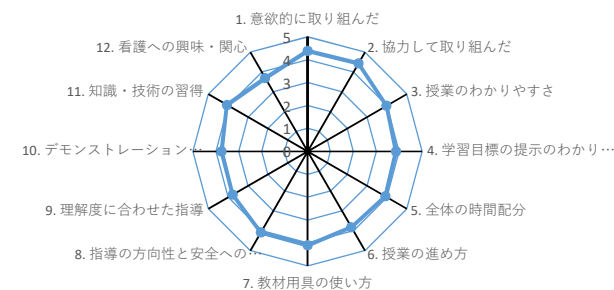 1. 意欲的に取り組んだ
2. 協力して取り組んだ
3. 授業のわかりやすさ
4. 学習目標の提示のわかり…
5. 全体の時間配分
6. 授業の進め方
7. 教材用具の使い方
8. 指導の方向性と安全への…
9. 理解度に合わせた指導
10. デモンストレーション…
11. 知識・技術の習得
12. 看護への興味・関心
5
4
3
2
1
0